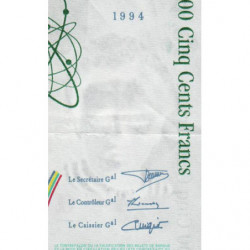 1994
00 Cinq Cents Francs
Le Secrétaire Gal
Le Contrôleur Gal
Le Caissier Gal